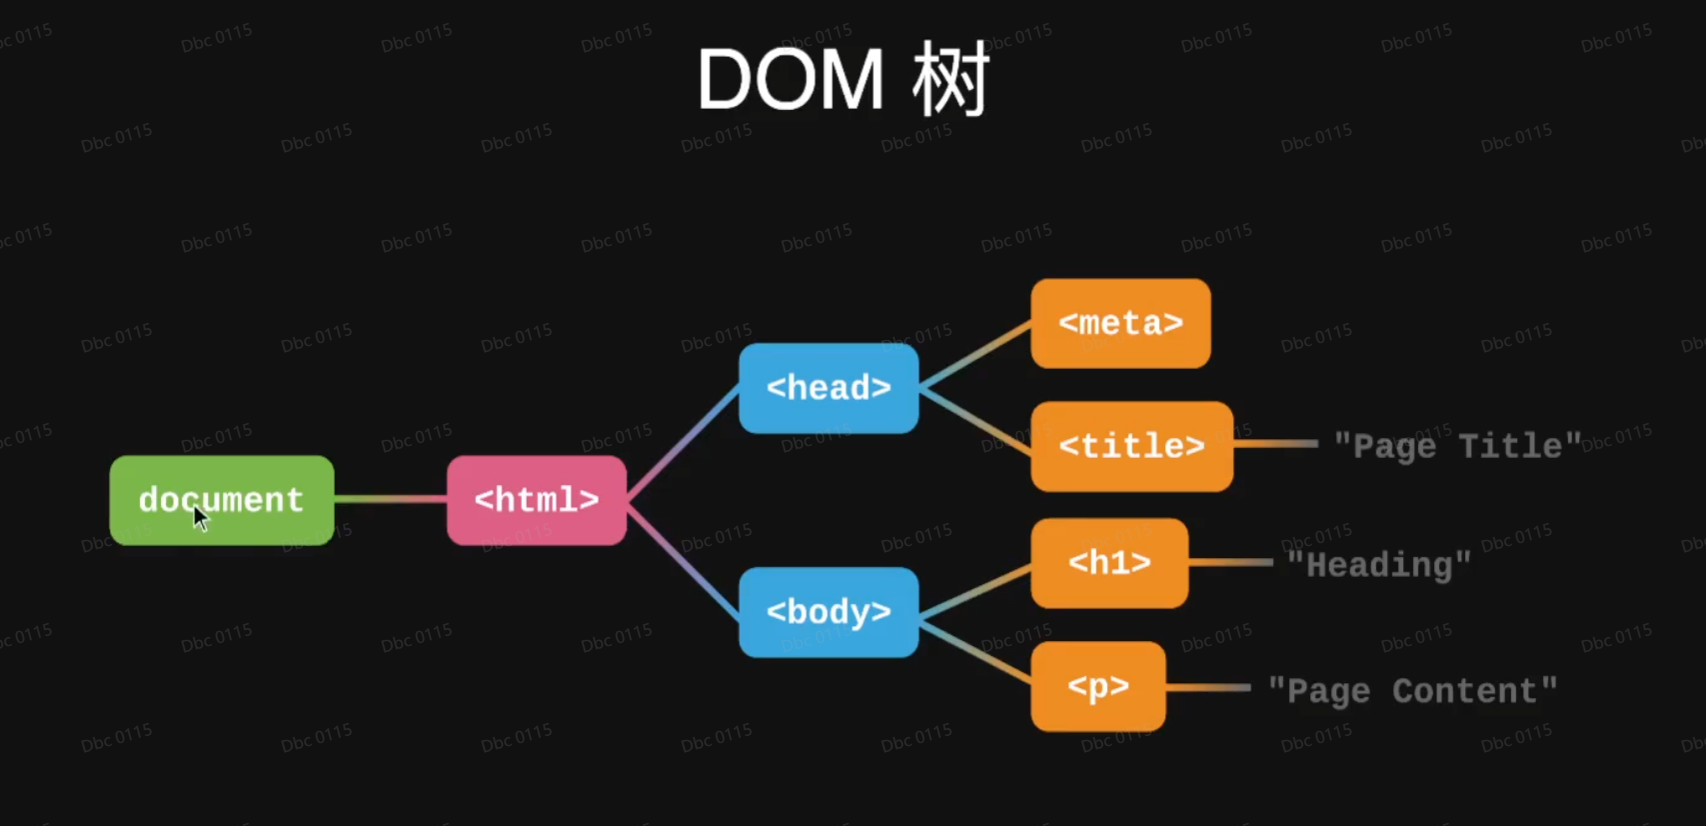 DOM 树
document
<html>
<head>
<meta>
<title>
"Page Title"
<body>
<h1>
"Heading"
<p>
"Page Content"
Dbc 0115